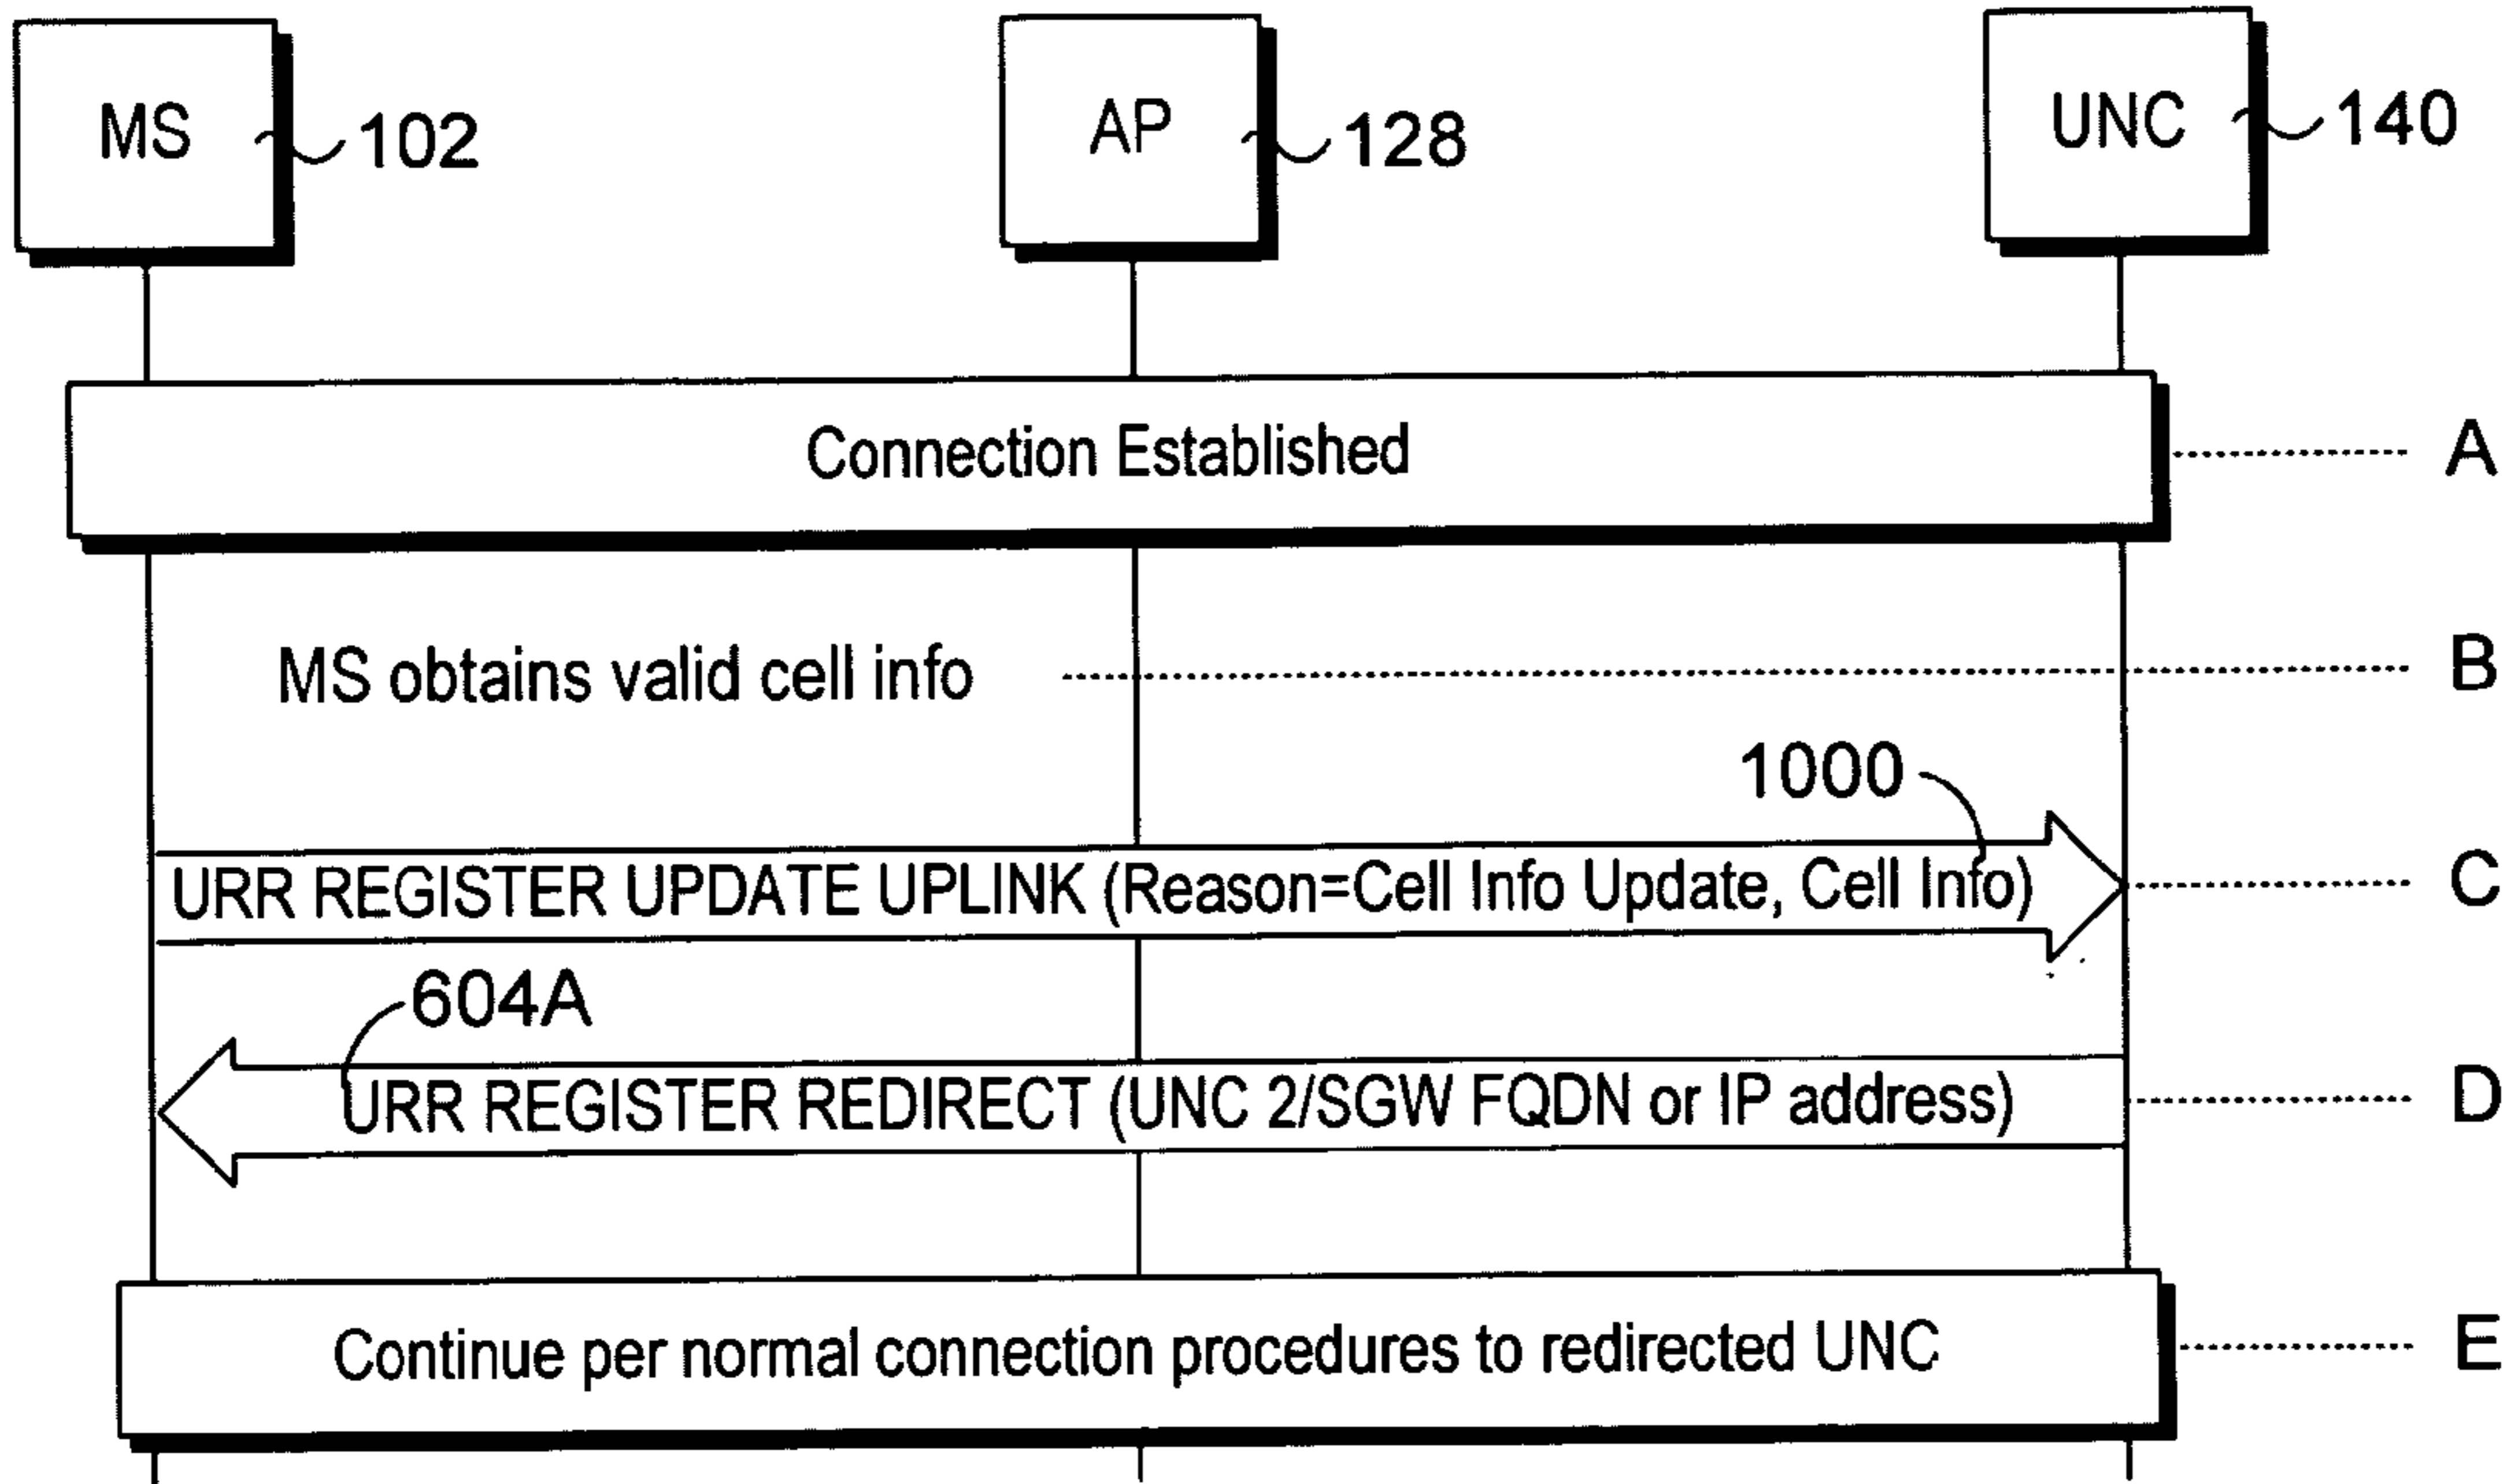 MS
102
AP
128
UNC
140
Connection Established
A
MS obtains valid cell info
B
1000
URR REGISTER UPDATE UPLINK (Reason=Cell Info Update, Cell Info)
C
604A
URR REGISTER REDIRECT (UNC 2/SGW FQDN or IP address)
D
Continue per normal connection procedures to redirected UNC
E